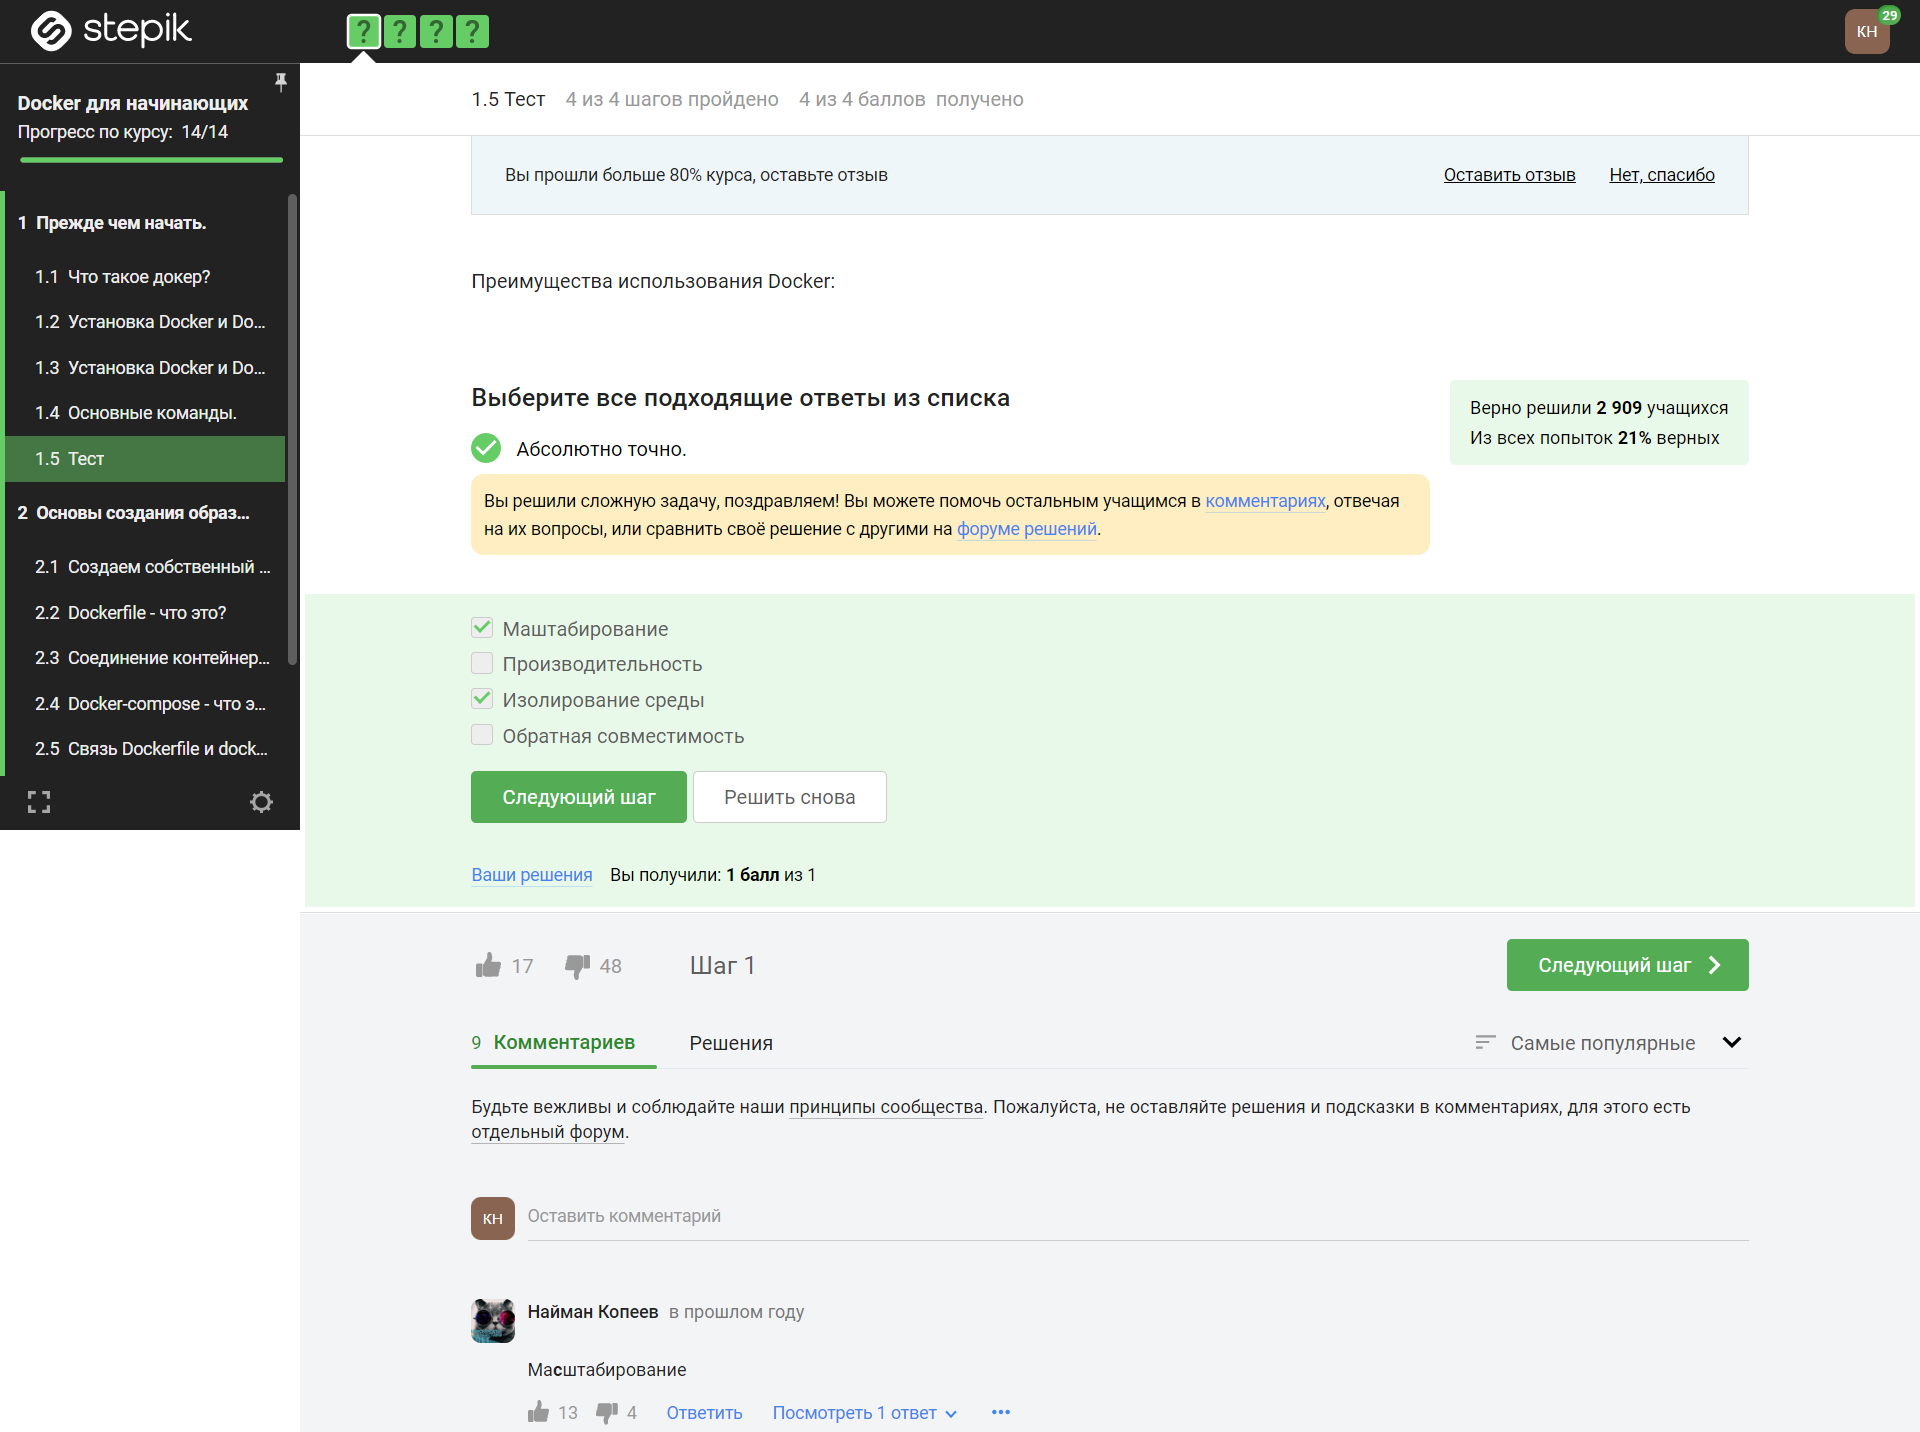 stepik
? ? ? ?
КН
29
Docker для начинающих
Прогресс по курсу: 14/14
1 Прежде чем начать.
1.1 Что такое докер?
1.2 Установка Docker и Do...
1.3 Установка Docker и Do...
1.4 Основные команды.
1.5 Тест
2 Основы создания образ...
2.1 Создаем собственный ...
2.2 Dockerfile - что это?
2.3 Соединение контейнер...
2.4 Docker-compose - что э...
2.5 Связь Dockerfile и dock...
1.5 Тест 4 из 4 шагов пройдено 4 из 4 баллов получено
Вы прошли больше 80% курса, оставьте отзыв Оставить отзыв Нет, спасибо
Преимущества использования Docker:
Выберите все подходящие ответы из списка
Верно решили 2 909 учащихся
Из всех попыток 21% верных
Абсолютно точно.
Вы решили сложную задачу, поздравляем! Вы можете помочь остальным учащимся в комментариях, отвечая
на их вопросы, или сравнить своё решение с другими на форуме решений.
Маштабирование
Производительность
Изолирование среды
Обратная совместимость
Следующий шаг Решить снова
Ваши решения Вы получили: 1 балл из 1
17 48 Шаг 1 Следующий шаг
9 Комментариев Решения Самые популярные
Будьте вежливы и соблюдайте наши принципы сообщества. Пожалуйста, не оставляйте решения и подсказки в комментариях, для этого есть
отдельный форум.
КН Оставить комментарий
Найман Копеев в прошлом году
Масштабирование
13 4 Ответить Посмотреть 1 ответ